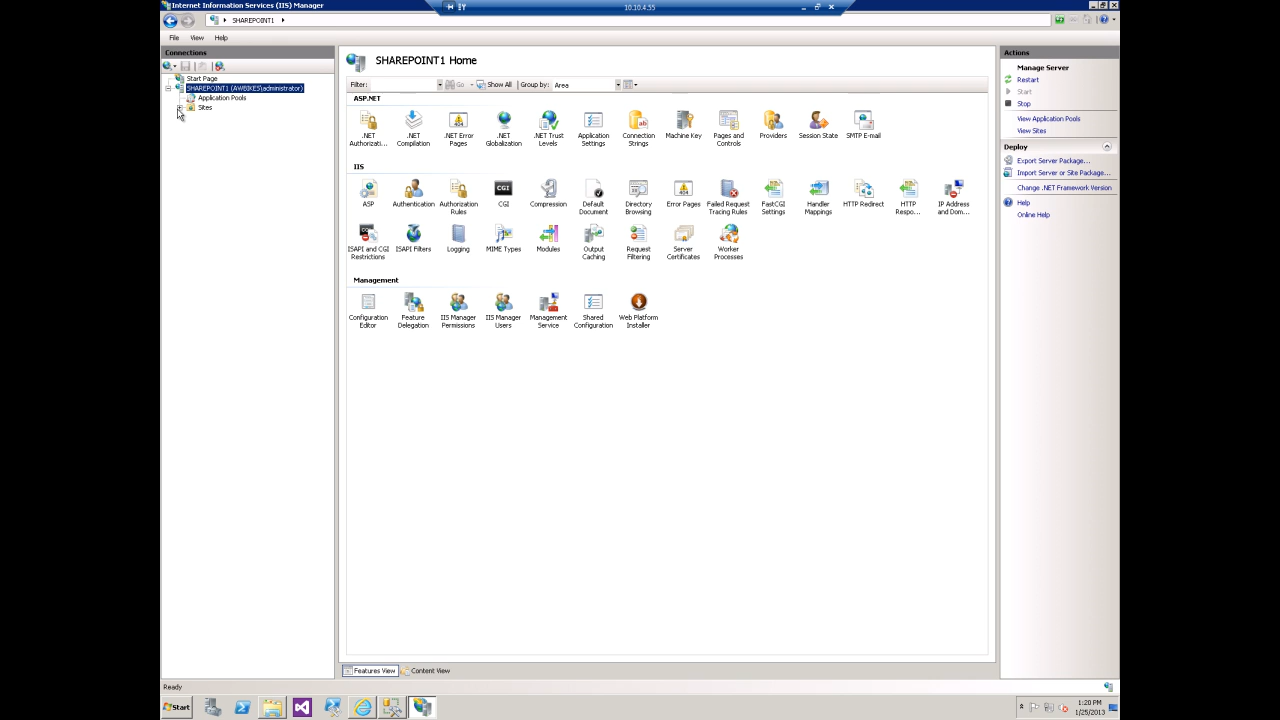 Internet Information Services (IIS) Manager
10.10.4.55
SHAREPOINT1
File View Help
Connections
Start Page
SHAREPOINT1 (AWBIKES\administrator)
Application Pools
Sites
SHAREPOINT1 Home
Filter: Go Show All Group by: Area
ASP.NET
.NET Authorizati...
.NET Compilation
.NET Error Pages
.NET Globalization
.NET Trust Levels
Application Settings
Connection Strings
Machine Key
Pages and Controls
Providers
Session State
SMTP E-mail
IIS
ASP
Authentication
Authorization Rules
CGI
Compression
Default Document
Directory Browsing
Error Pages
Failed Request Tracing Rules
FastCGI Settings
Handler Mappings
HTTP Redirect
HTTP Respo...
IP Address and Dom...
ISAPI and CGI Restrictions
ISAPI Filters
Logging
MIME Types
Modules
Output Caching
Request Filtering
Server Certificates
Worker Processes
Management
Configuration Editor
Feature Delegation
IIS Manager Permissions
IIS Manager Users
Management Service
Shared Configuration
Web Platform Installer
Features View
Content View
Actions
Manage Server
Restart
Start
Stop
View Application Pools
View Sites
Deploy
Export Server Package...
Import Server or Site Package...
Change .NET Framework Version
Help
Online Help
Ready
Start
1:20 PM
1/25/2013